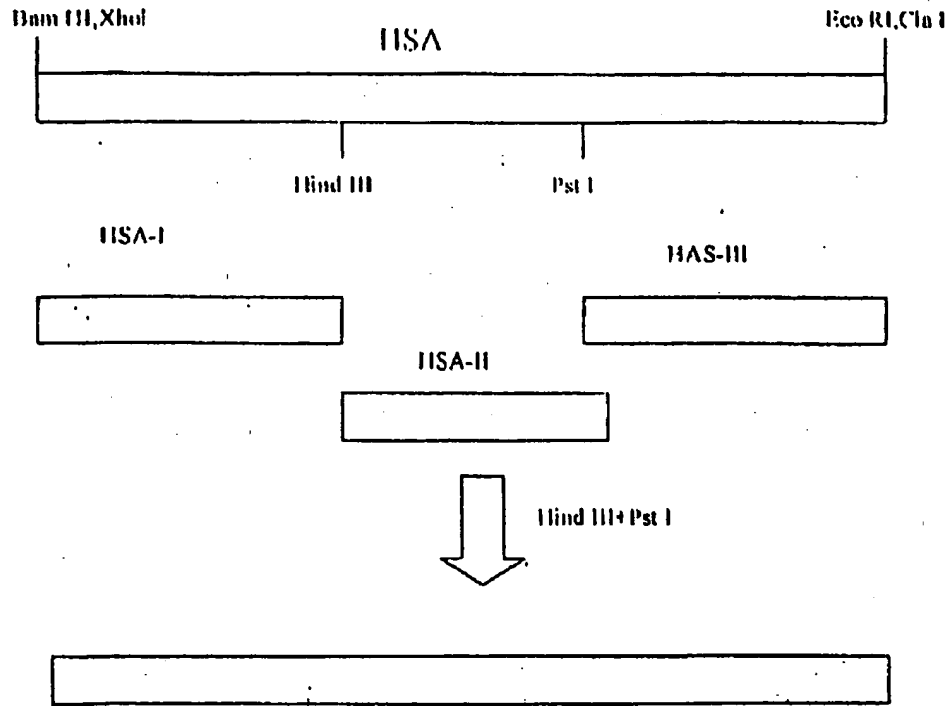 Bam HI,XhoI
Eco RI,Cla I
HSA
Hind III
Pst I
HSA-I
HAS-III
HSA-II
Hind III+Pst I